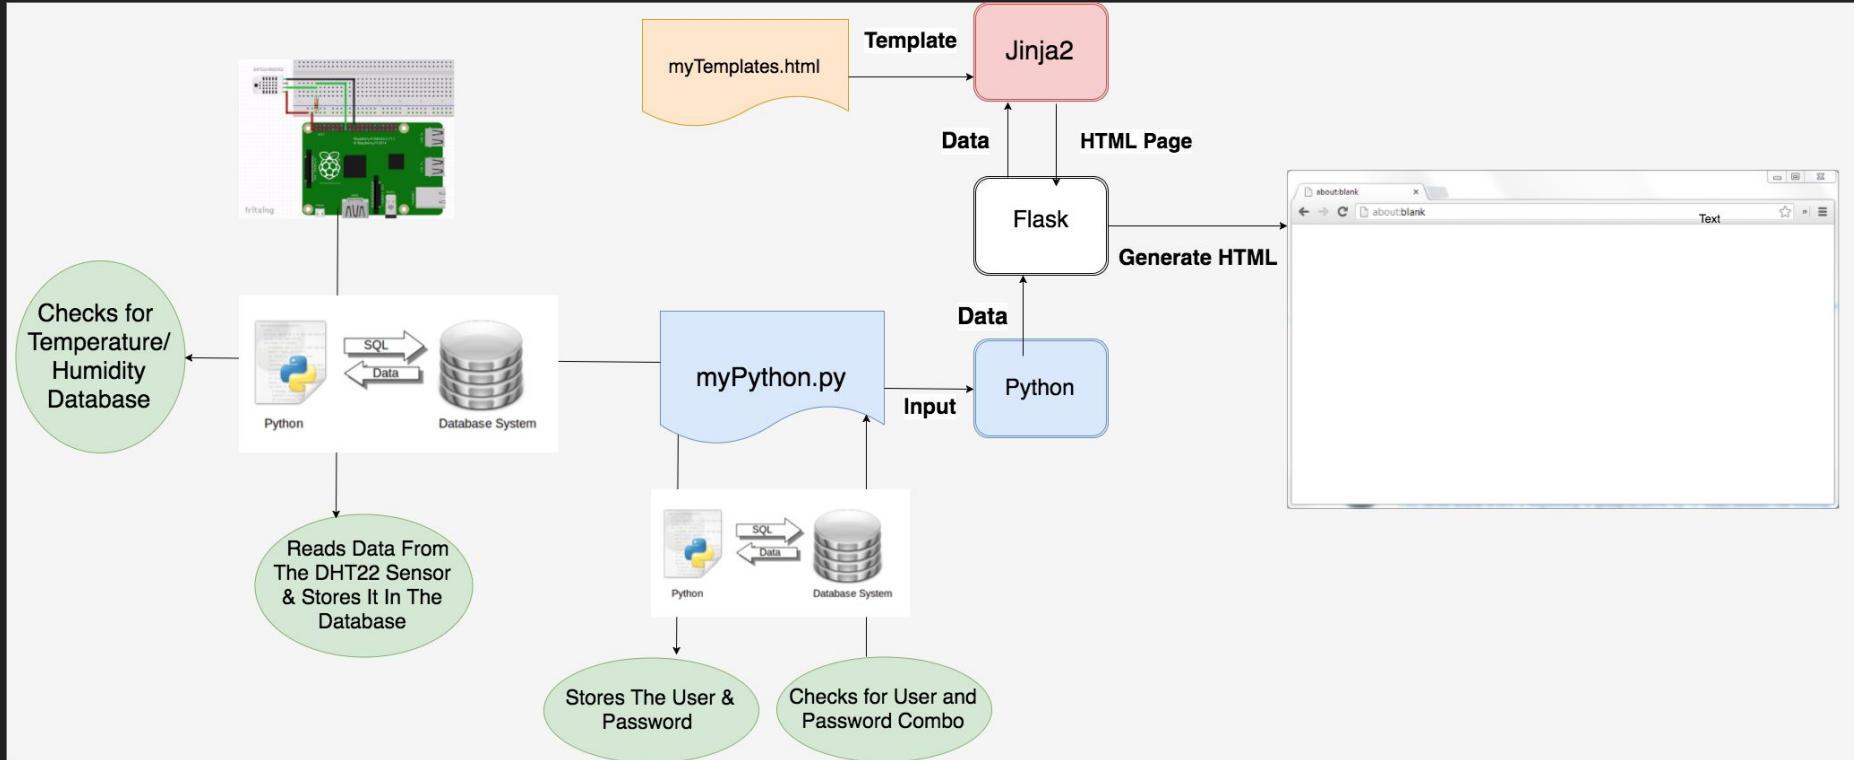 myTemplates.html
Template
Jinja2
Data
HTML Page
fritzing
Flask
Generate HTML
about:blank
about:blank
Text
Checks for
Temperature/
Humidity
Database
SQL
Data
Python
Database System
myPython.py
Input
Data
Python
Reads Data From
The DHT22 Sensor
& Stores It In The
Database
SQL
Data
Python
Database System
Stores The User &
Password
Checks for User and
Password Combo